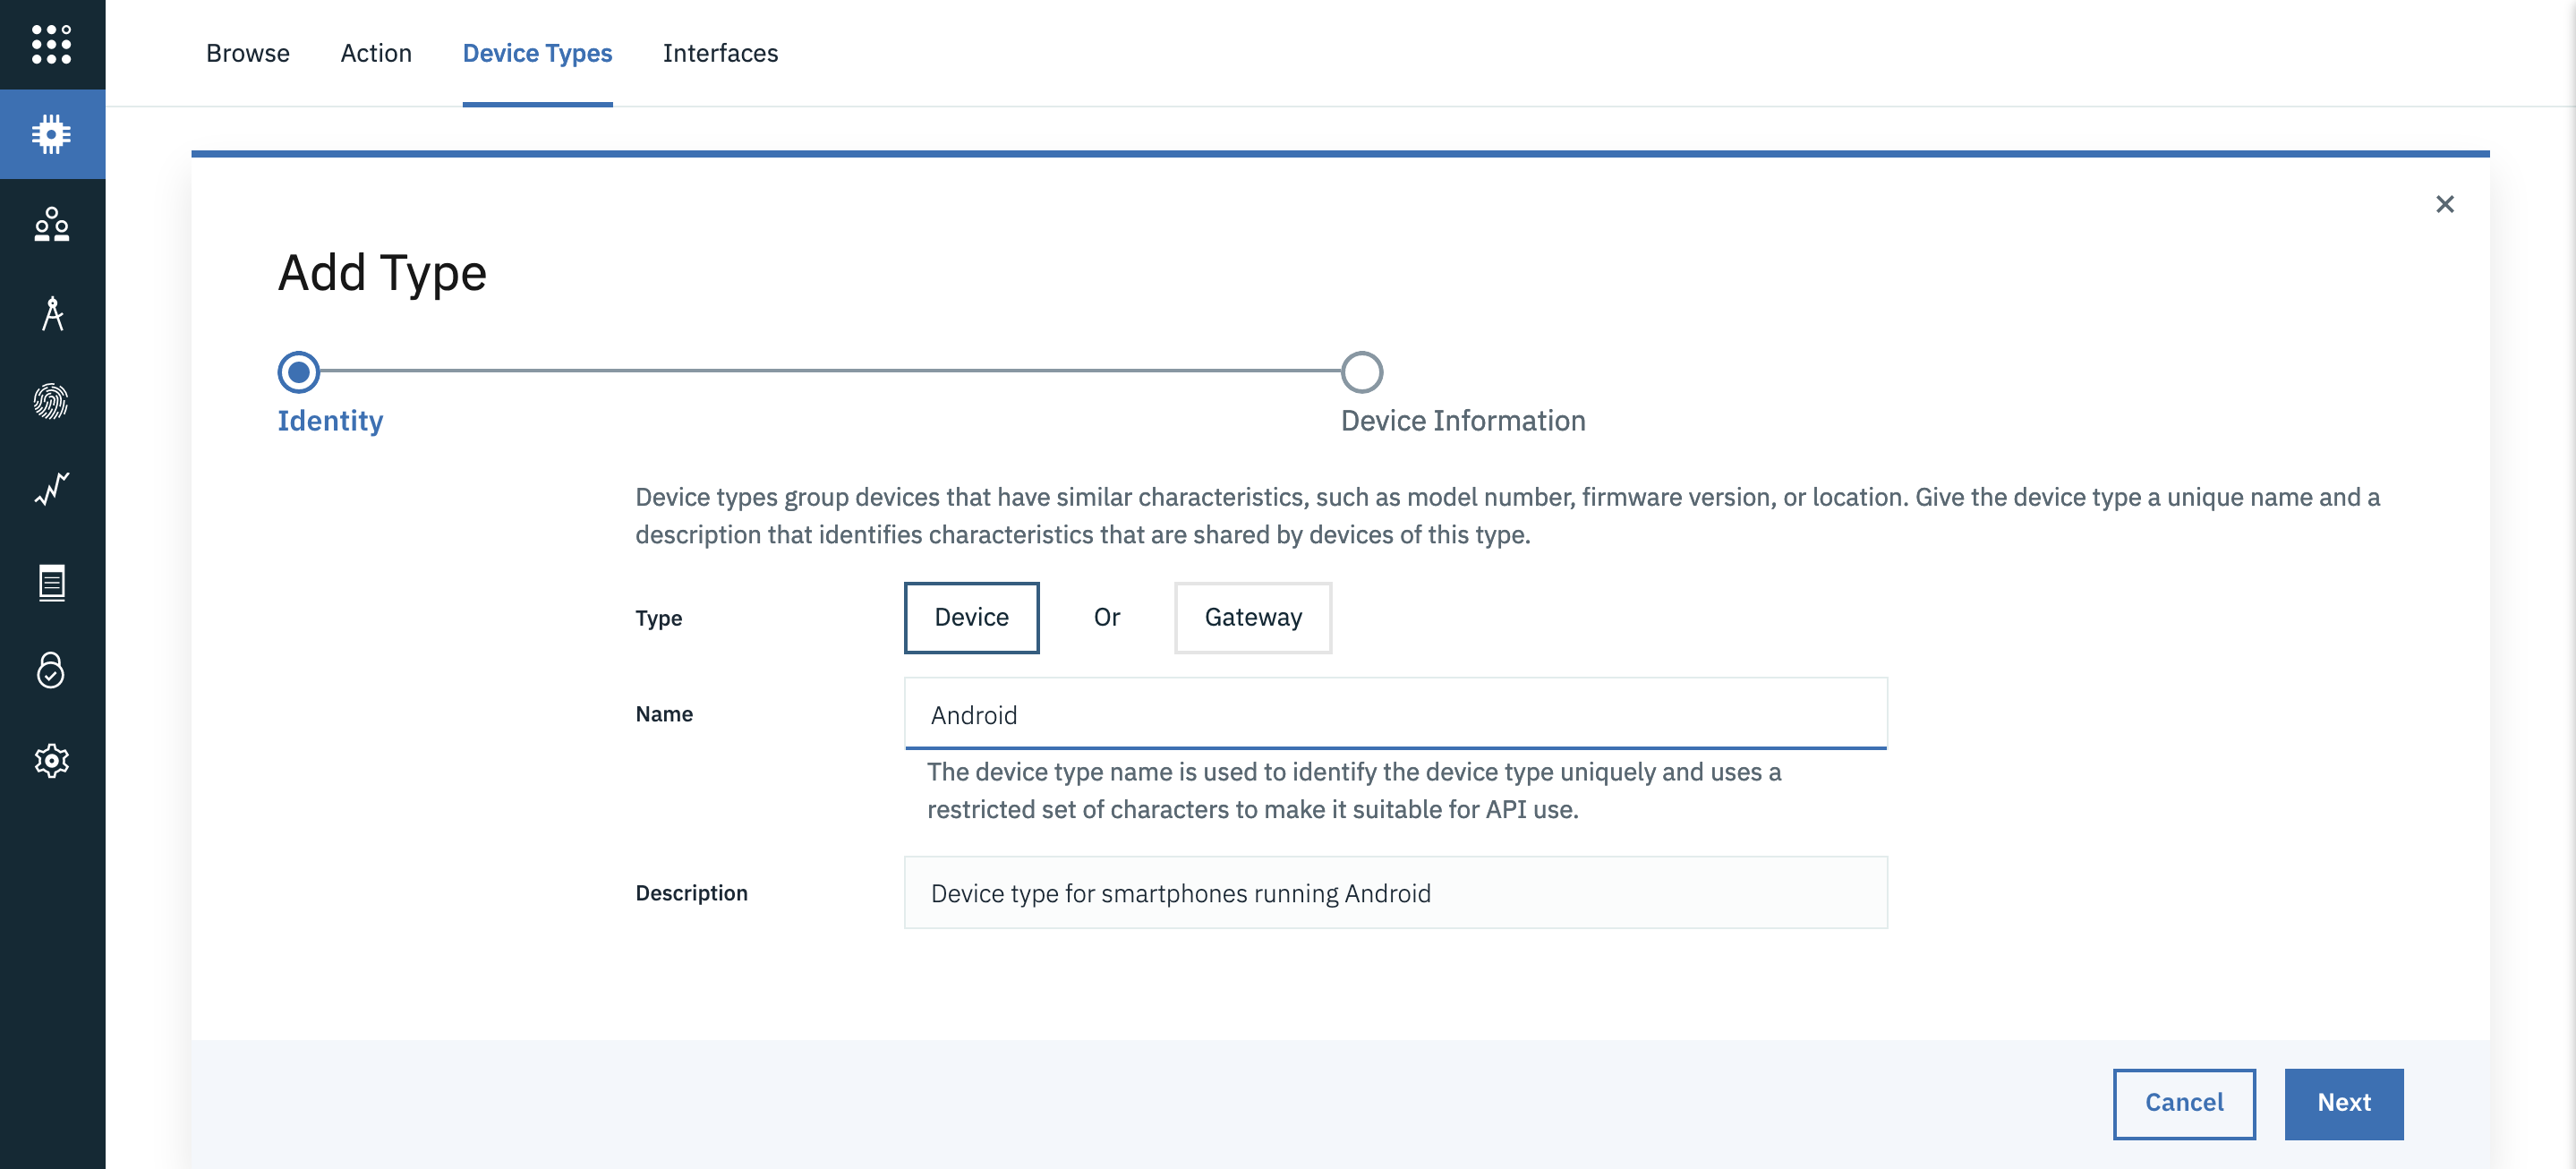 Browse Action Device Types Interfaces
Add Type
Identity Device Information
Device types group devices that have similar characteristics, such as model number, firmware version, or location. Give the device type a unique name and a
description that identifies characteristics that are shared by devices of this type.
Type Device Or Gateway
Name Android
The device type name is used to identify the device type uniquely and uses a
restricted set of characters to make it suitable for API use.
Description Device type for smartphones running Android
Cancel Next